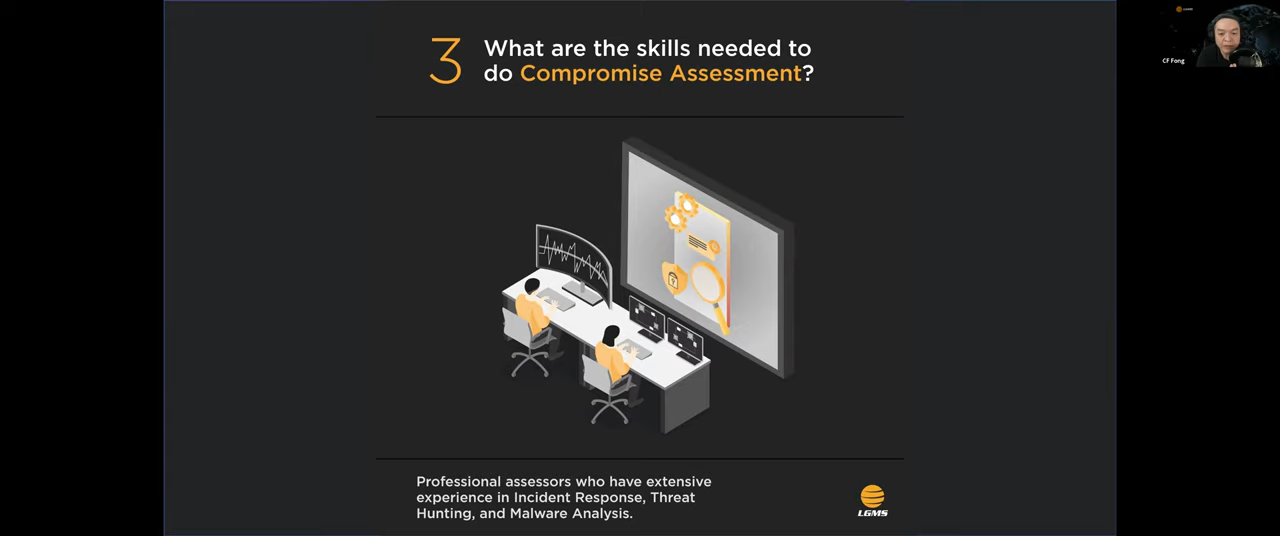 3
What are the skills needed to
do Compromise Assessment?
Professional assessors who have extensive
experience in Incident Response, Threat
Hunting, and Malware Analysis.
LGMS
LGMS
CF Fong